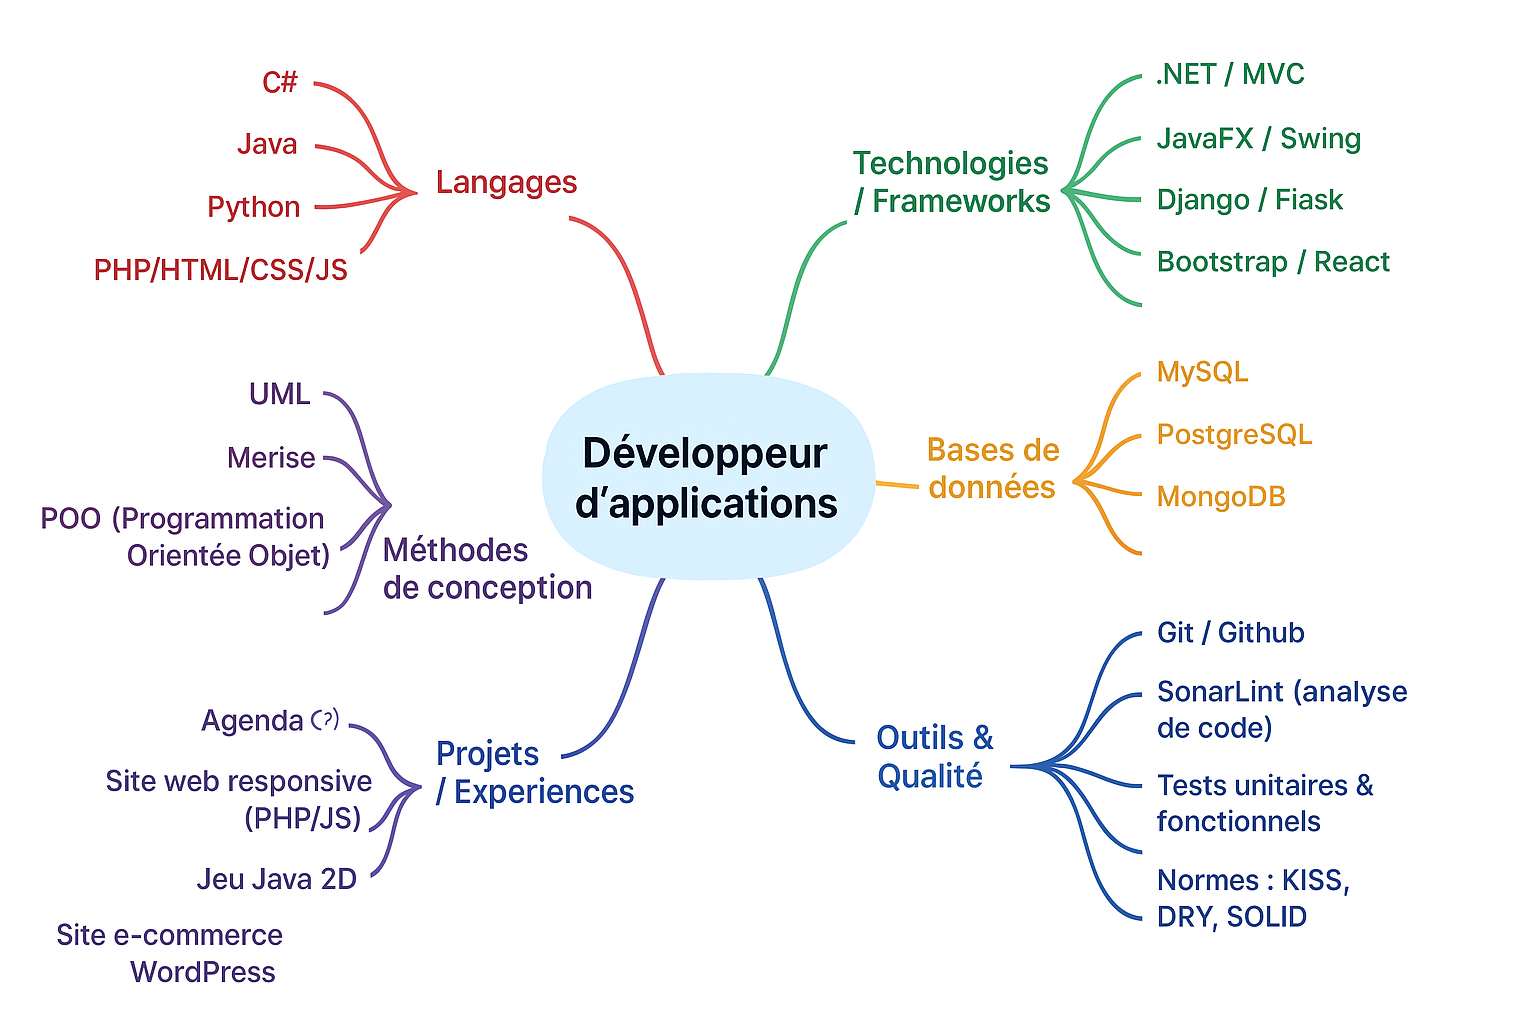 C#
Java
Python
PHP/HTML/CSS/JS
Langages
Technologies
/ Frameworks
.NET / MVC
JavaFX / Swing
Django / Fiask
Bootstrap / React
UML
Merise
POO (Programmation
Orientée Objet)
Méthodes
de conception
Développeur
d’applications
Bases de
données
MySQL
PostgreSQL
MongoDB
Agenda (?)
Site web responsive
(PHP/JS)
Jeu Java 2D
Site e-commerce
WordPress
Projets
/ Experiences
Outils &
Qualité
Git / Github
SonarLint (analyse
de code)
Tests unitaires &
fonctionnels
Normes : KISS,
DRY, SOLID